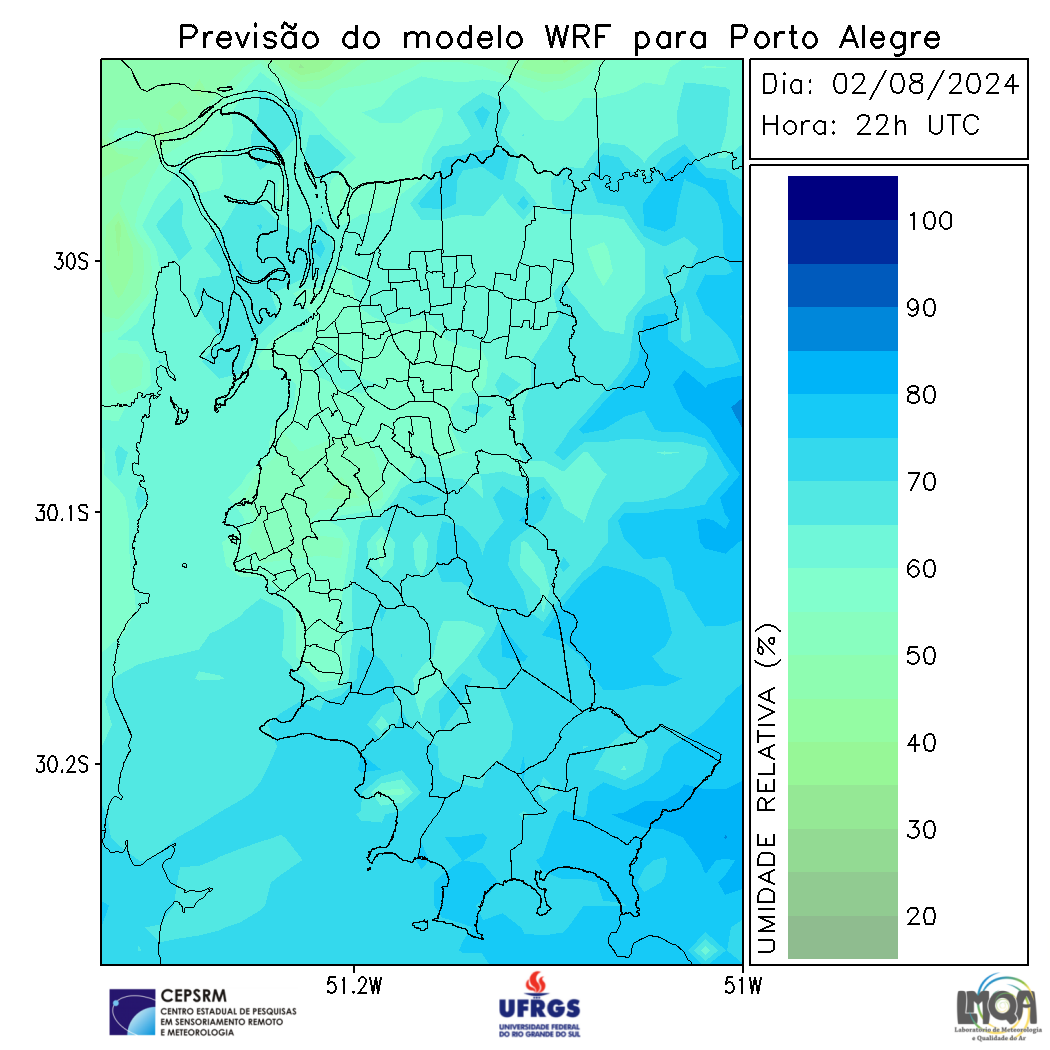 Previsão do modelo WRF para Porto Alegre
Dia: 02/08/2024
Hora: 22h UTC
30S
30.1S
30.2S
51.2W
51W
100
90
80
70
60
50
40
30
20
UMIDADE RELATIVA (%)
CEPSRM
CENTRO ESTADUAL DE PESQUISAS
EM SENSORIAMENTO REMOTO
E METEOROLOGIA
UFRGS
UNIVERSIDADE FEDERAL
DO RIO GRANDE DO SUL
LMQA
Laboratório de Meteorologia
e Qualidade do Ar